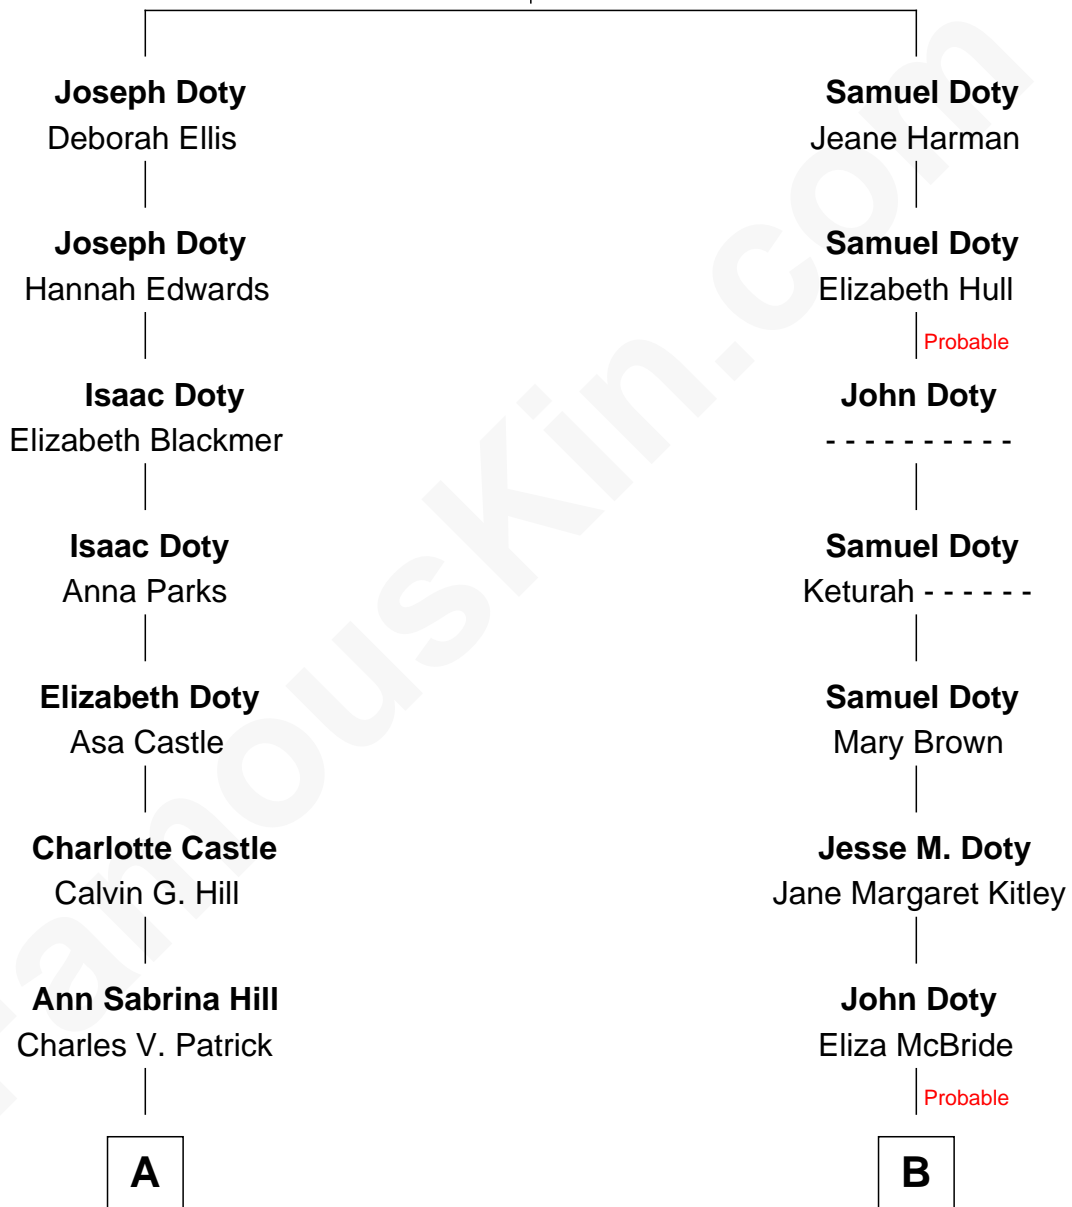 Joseph Doty
Deborah Ellis
Joseph Doty
Hannah Edwards
Isaac Doty
Elizabeth Blackmer
Isaac Doty
Anna Parks
Elizabeth Doty
Asa Castle
Charlotte Castle
Calvin G. Hill
Ann Sabrina Hill
Charles V. Patrick
A
Samuel Doty
Jeane Harman
Samuel Doty
Elizabeth Hull
Probable
John Doty
- - - - - - - - - -
Samuel Doty
Keturah - - - - - -
Samuel Doty
Mary Brown
Jesse M. Doty
Jane Margaret Kitley
John Doty
Eliza McBride
Probable
B
FamousKin.com